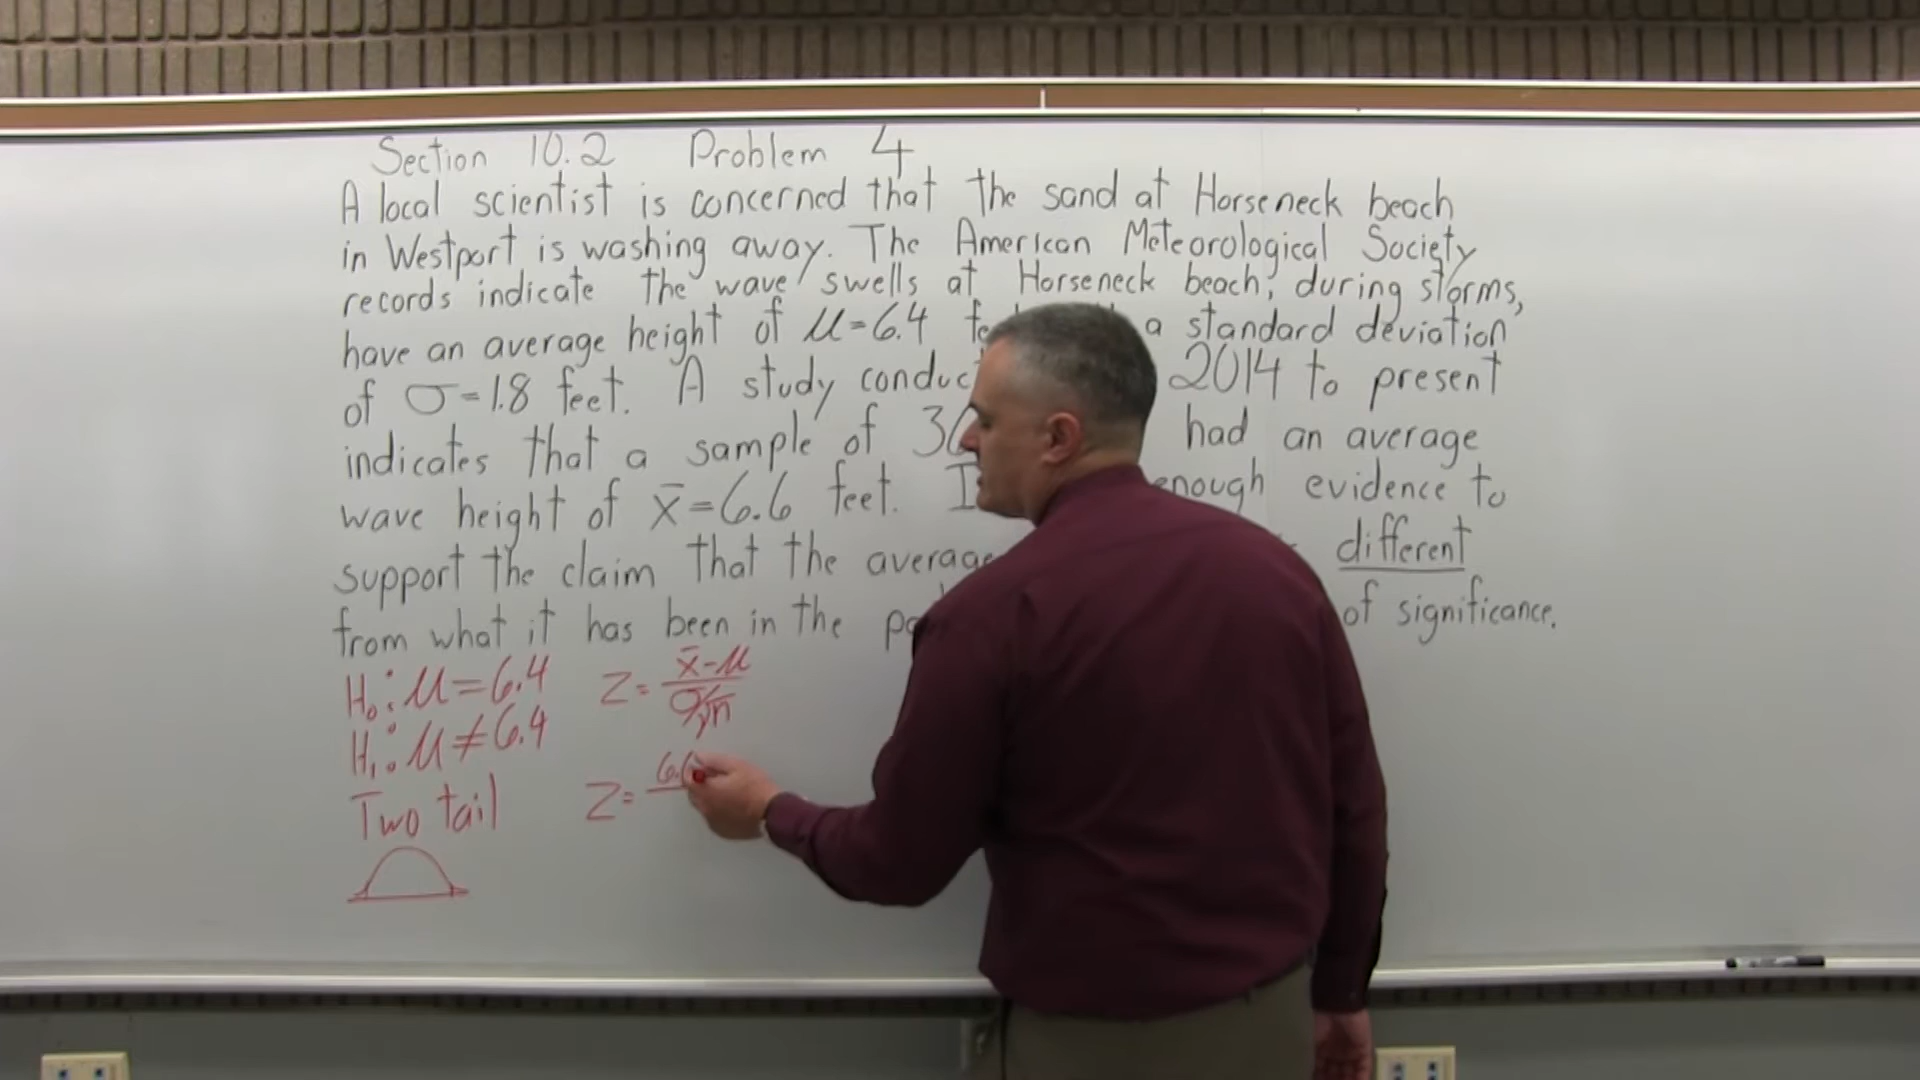 Section 10.2 Problem 4
A local scientist is concerned that the sand at Horseneck beach
in Westport is washing away. The American Meteorological Society
records indicate the wave swells at Horseneck beach, during storms,
have an average height of μ=6.4 a standard deviation
of σ=1.8 feet. A study 2014 to present
indicates that a sample of had an average
wave height of x̄=6.6 feet. enough evidence to
support the claim that the average different
from what it has been in the of significance.
H₀: μ=6.4 Z= x̄-μ / σ/√n
H₁: μ≠6.4
Two tail Z=